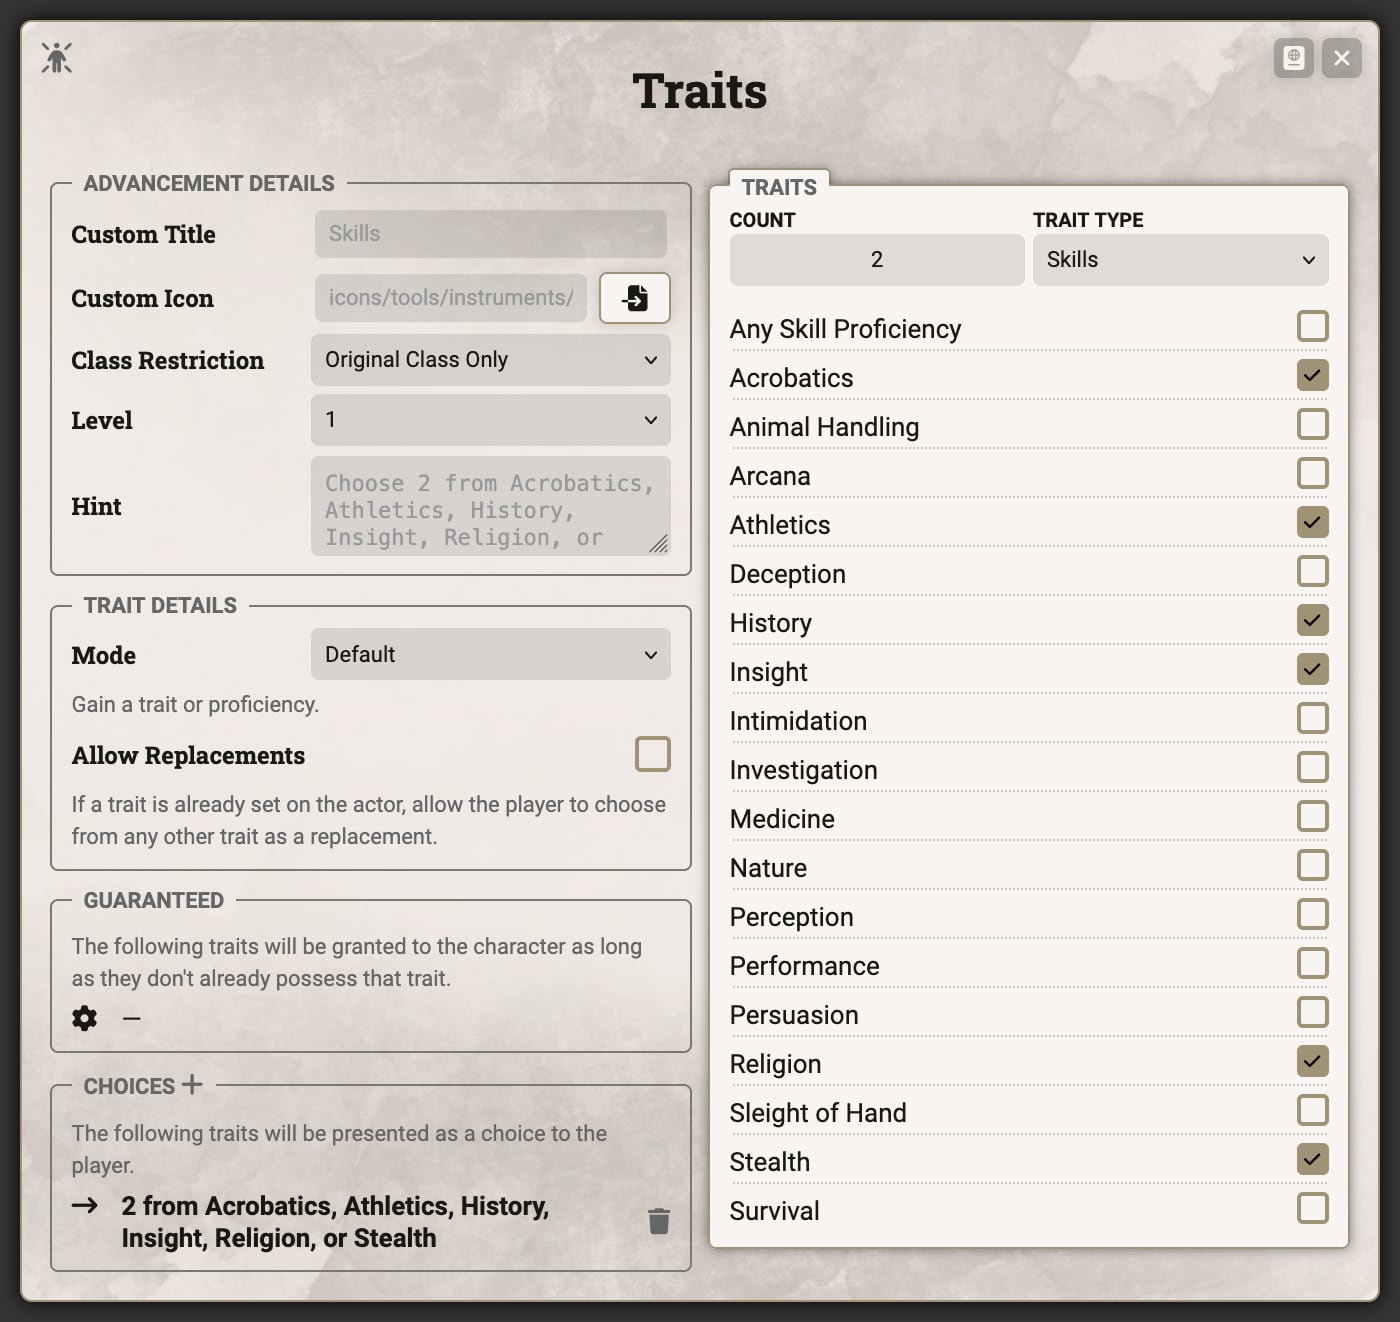 Traits
ADVANCEMENT DETAILS
Custom Title
Skills
Custom Icon
icons/tools/instruments/
Class Restriction
Original Class Only
Level
1
Hint
Choose 2 from Acrobatics,
Athletics, History,
Insight, Religion, or
TRAIT DETAILS
Mode
Default
Gain a trait or proficiency.
Allow Replacements
If a trait is already set on the actor, allow the player to choose
from any other trait as a replacement.
GUARANTEED
The following traits will be granted to the character as long
as they don't already possess that trait.
–
CHOICES +
The following traits will be presented as a choice to the
player.
→ 2 from Acrobatics, Athletics, History,
Insight, Religion, or Stealth
TRAITS
COUNT
2
TRAIT TYPE
Skills
Any Skill Proficiency
Acrobatics
Animal Handling
Arcana
Athletics
Deception
History
Insight
Intimidation
Investigation
Medicine
Nature
Perception
Performance
Persuasion
Religion
Sleight of Hand
Stealth
Survival